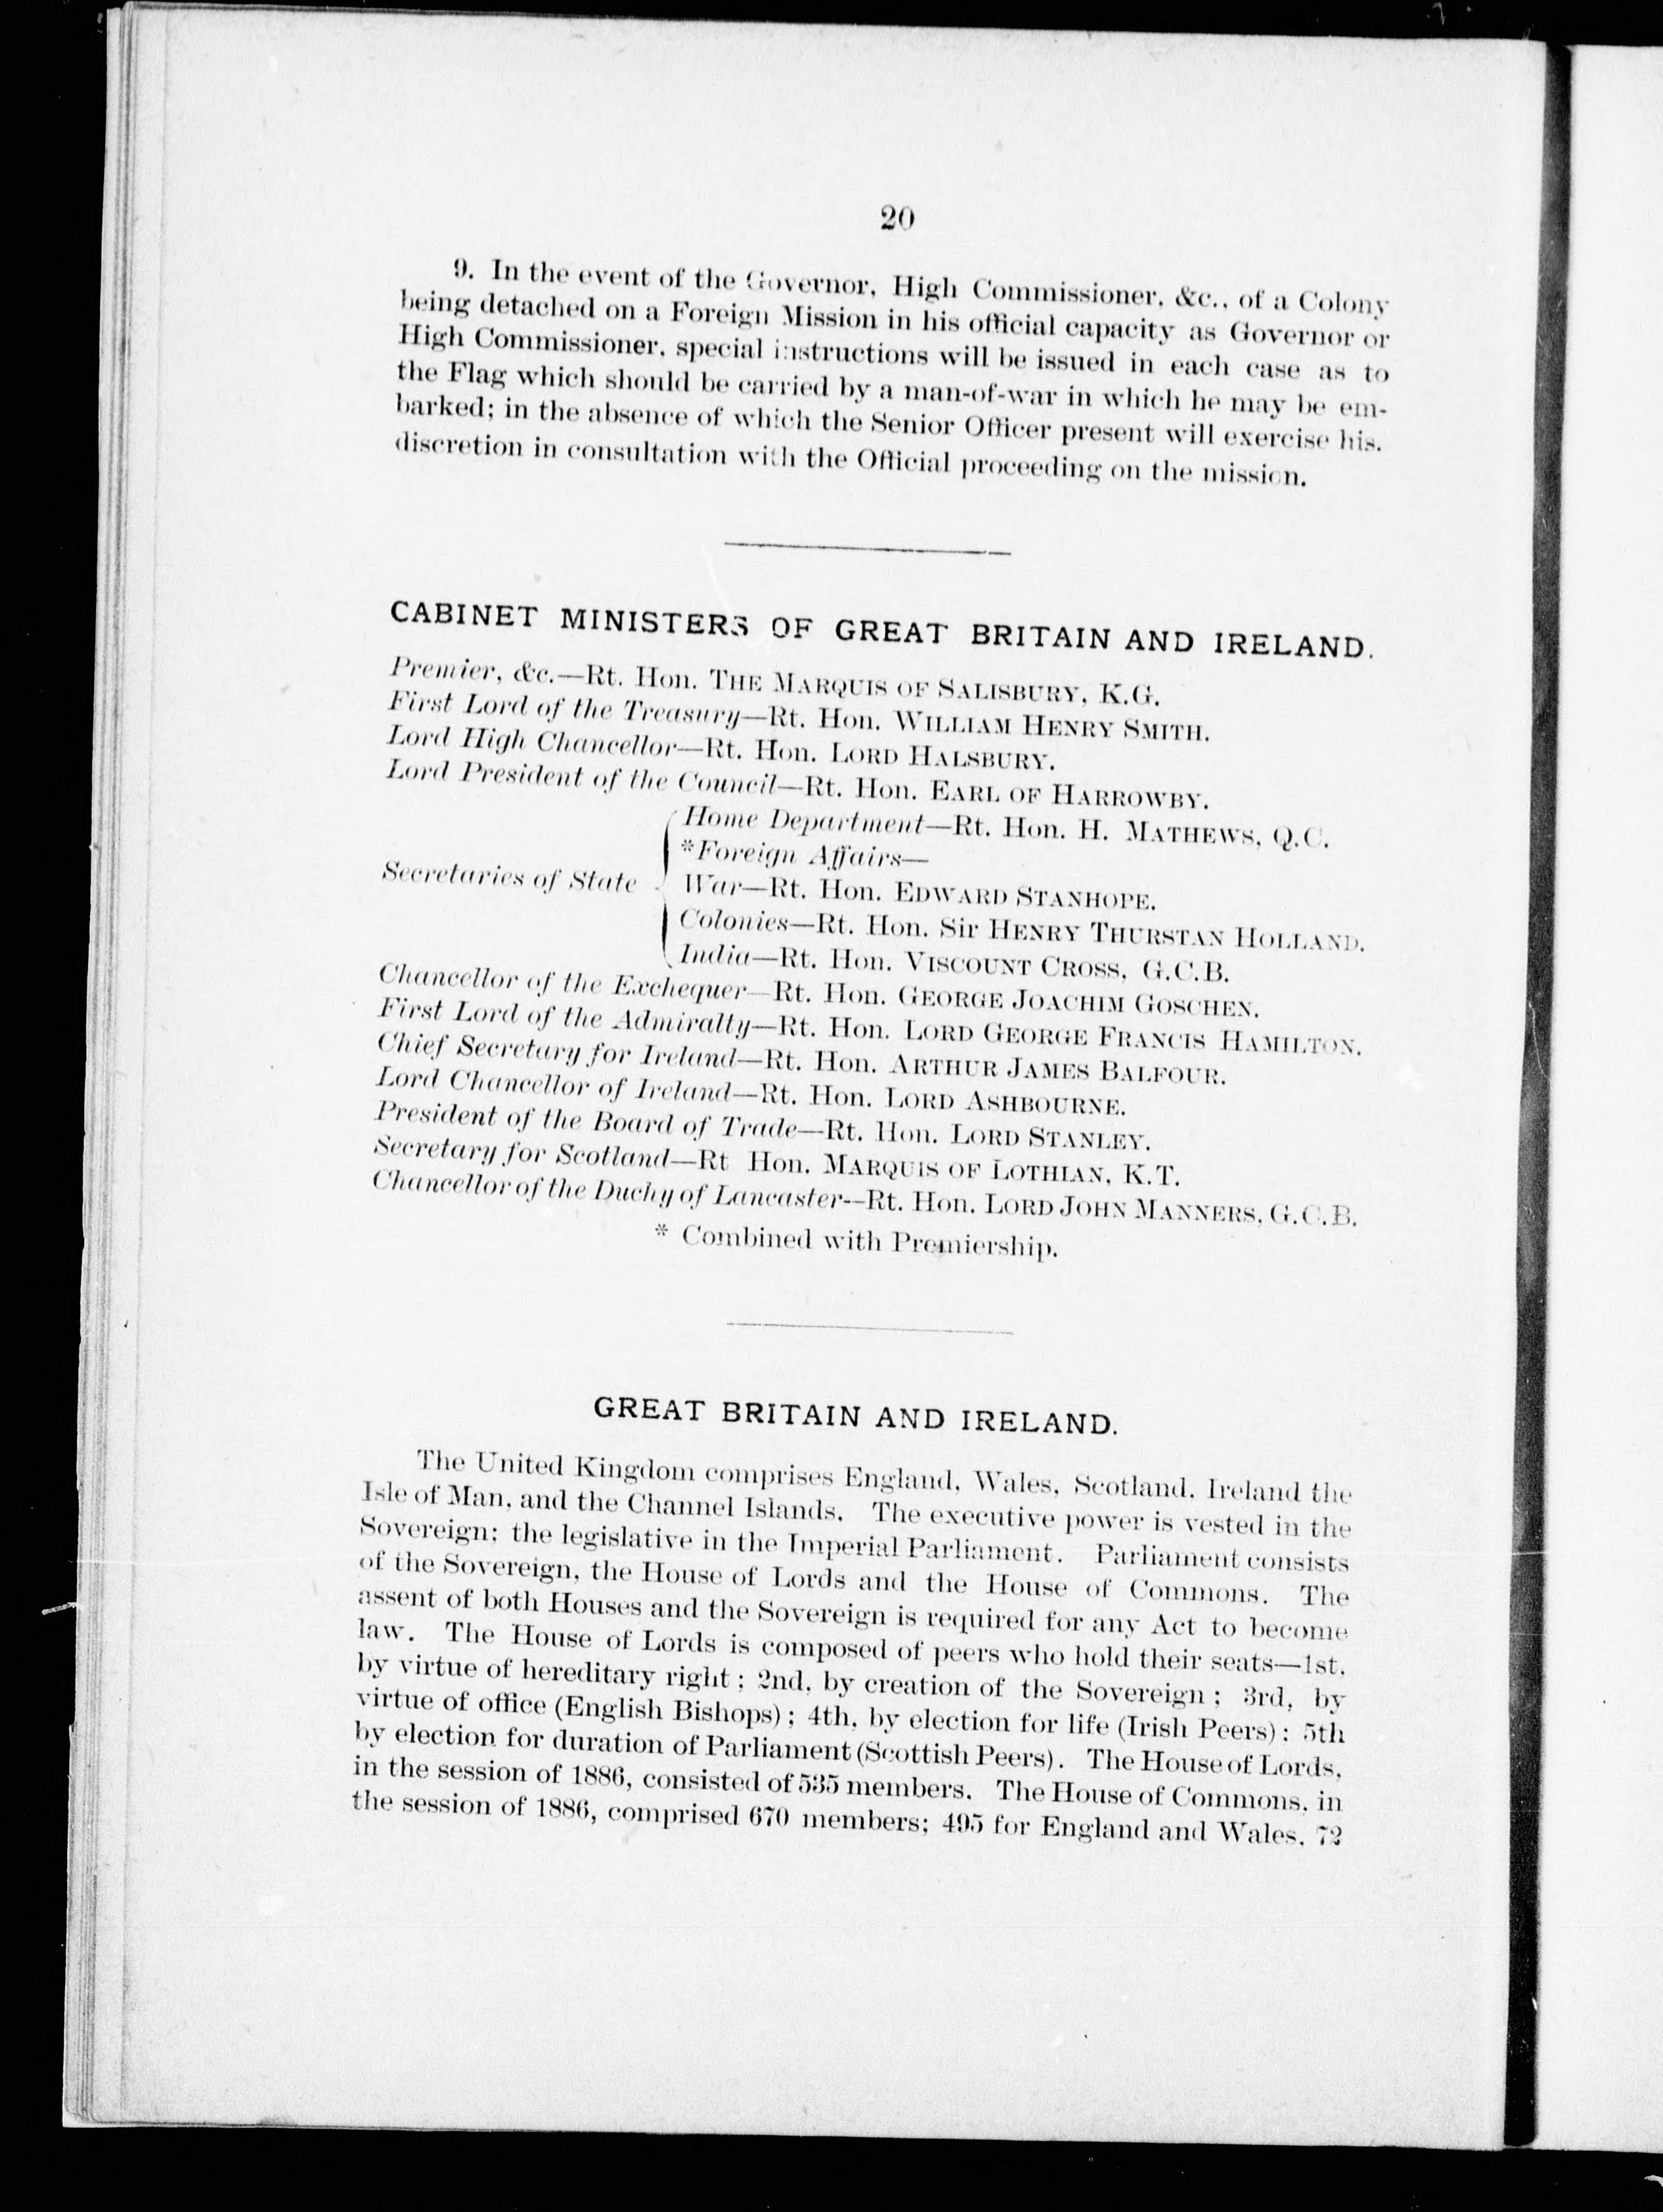 20
9. In the event of the Governor, High Commissioner, &c., of a Colony
being detached on a Foreign Mission in his official capacity as Governor or
High Commissioner, special instructions will be issued in each case as to
the Flag which should be carried by a man-of-war in which he may be em-
barked; in the absence of which the Senior Officer present will exercise his.
discretion in consultation with the Official proceeding on the mission.
CABINET MINISTERS OF GREAT BRITAIN AND IRELAND.
Premier, &c.—Rt. Hon. THE MARQUIS OF SALISBURY, K.G.
First Lord of the Treasury—Rt. Hon. WILLIAM HENRY SMITH.
Lord High Chancellor—Rt. Hon. LORD HALSBURY.
Lord President of the Council—Rt. Hon. EARL OF HARROWBY.
Secretaries of State
Home Department—Rt. Hon. H. MATHEWS, Q.C.
*Foreign Affairs—
War—Rt. Hon. EDWARD STANHOPE.
Colonies—Rt. Hon. Sir HENRY THURSTAN HOLLAND.
India—Rt. Hon. VISCOUNT CROSS, G.C.B.
Chancellor of the Exchequer—Rt. Hon. GEORGE JOACHIM GOSCHEN.
First Lord of the Admiralty—Rt. Hon. LORD GEORGE FRANCIS HAMILTON.
Chief Secretary for Ireland—Rt. Hon. ARTHUR JAMES BALFOUR.
Lord Chancellor of Ireland—Rt. Hon. LORD ASHBOURNE.
President of the Board of Trade—Rt. Hon. LORD STANLEY.
Secretary for Scotland—Rt Hon. MARQUIS OF LOTHIAN, K.T.
Chancellor of the Duchy of Lancaster--Rt. Hon. LORD JOHN MANNERS, G.C.B.
* Combined with Premiership.
GREAT BRITAIN AND IRELAND.
The United Kingdom comprises England, Wales, Scotland, Ireland the
Isle of Man, and the Channel Islands. The executive power is vested in the
Sovereign; the legislative in the Imperial Parliament. Parliament consists
of the Sovereign, the House of Lords and the House of Commons. The
assent of both Houses and the Sovereign is required for any Act to become
law. The House of Lords is composed of peers who hold their seats—1st,
by virtue of hereditary right; 2nd, by creation of the Sovereign; 3rd, by
virtue of office (English Bishops); 4th, by election for life (Irish Peers); 5th
by election for duration of Parliament (Scottish Peers). The House of Lords,
in the session of 1886, consisted of 535 members. The House of Commons, in
the session of 1886, comprised 670 members; 495 for England and Wales, 72